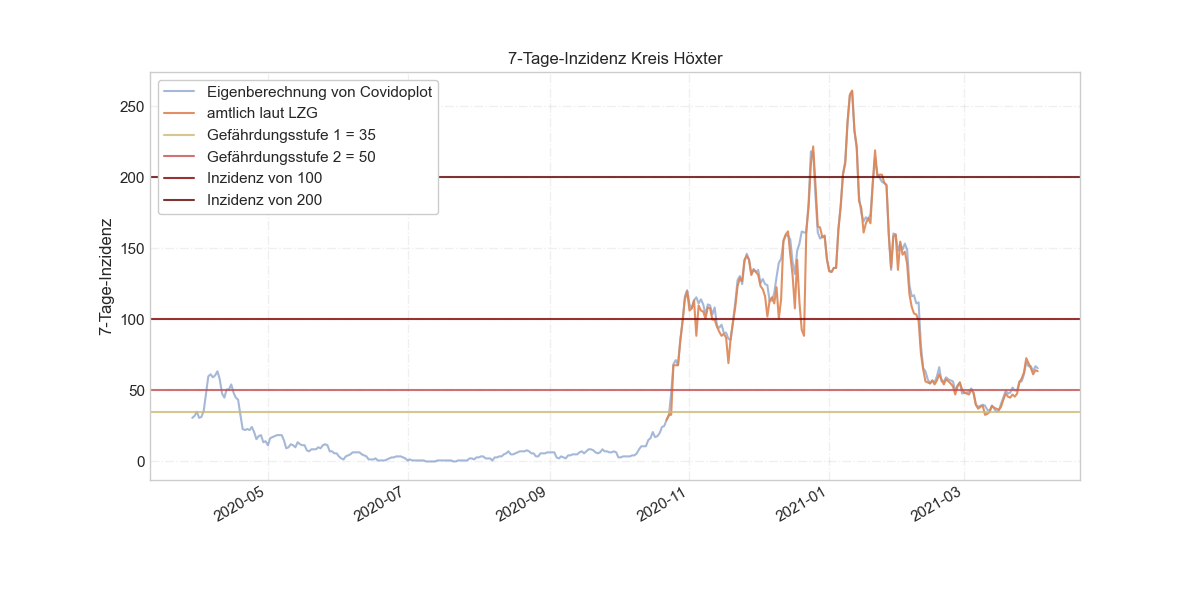 7-Tage-Inzidenz Kreis Höxter
Eigenberechnung von Covidoplot
amtlich laut LZG
Gefährdungsstufe 1 = 35
Gefährdungsstufe 2 = 50
Inzidenz von 100
Inzidenz von 200
7-Tage-Inzidenz
250
200
150
100
50
0
2020-05
2020-07
2020-09
2020-11
2021-01
2021-03